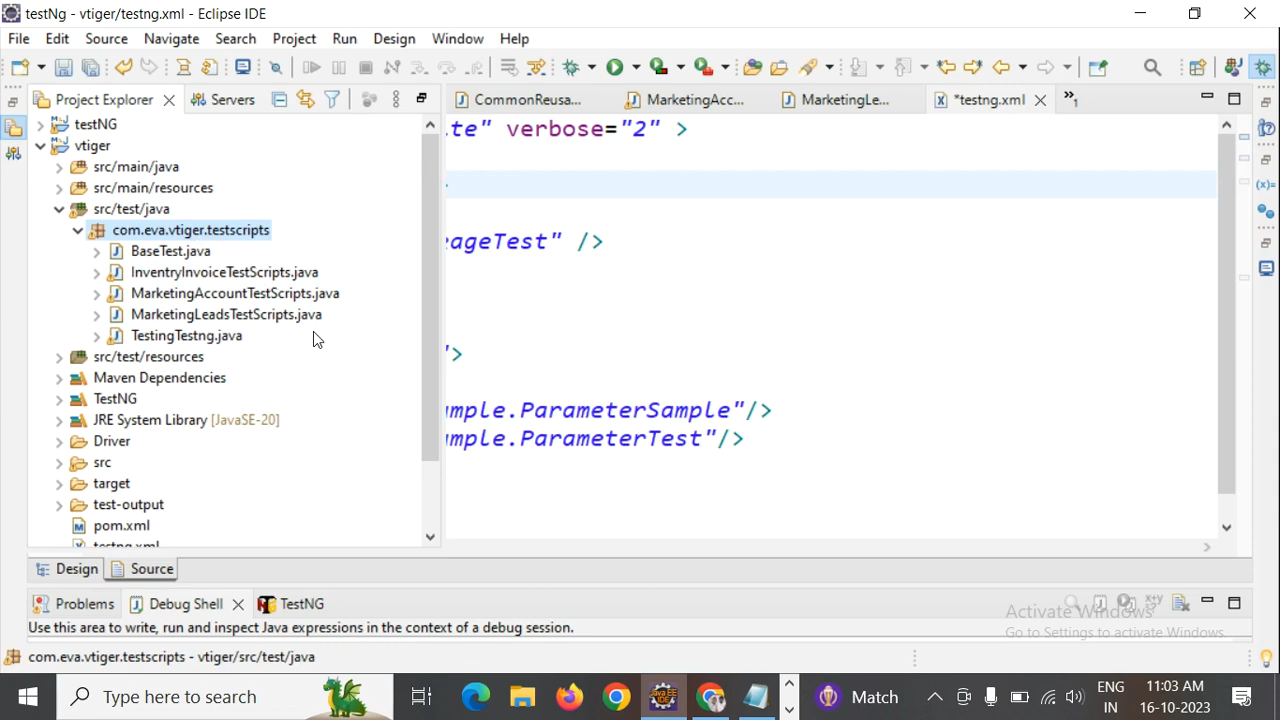 testNg - vtiger/testng.xml - Eclipse IDE
File Edit Source Navigate Search Project Run Design Window Help
Project Explorer Servers
CommonReusa... MarketingAcc... MarketingLe... *testng.xml »1
testNG
vtiger
src/main/java
src/main/resources
src/test/java
com.eva.vtiger.testscripts
BaseTest.java
InventryInvoiceTestScripts.java
MarketingAccountTestScripts.java
MarketingLeadsTestScripts.java
TestingTestng.java
src/test/resources
Maven Dependencies
TestNG
JRE System Library [JavaSE-20]
Driver
src
target
test-output
pom.xml
testng.xml
te" verbose="2" >
ageTest" />
">
mple.ParameterSample"/>
mple.ParameterTest"/>
Design Source
Problems Debug Shell TestNG
Use this area to write, run and inspect Java expressions in the context of a debug session.
Activate Windows
Go to Settings to activate Windows.
com.eva.vtiger.testscripts - vtiger/src/test/java
Type here to search
Match
ENG
IN
11:03 AM
16-10-2023